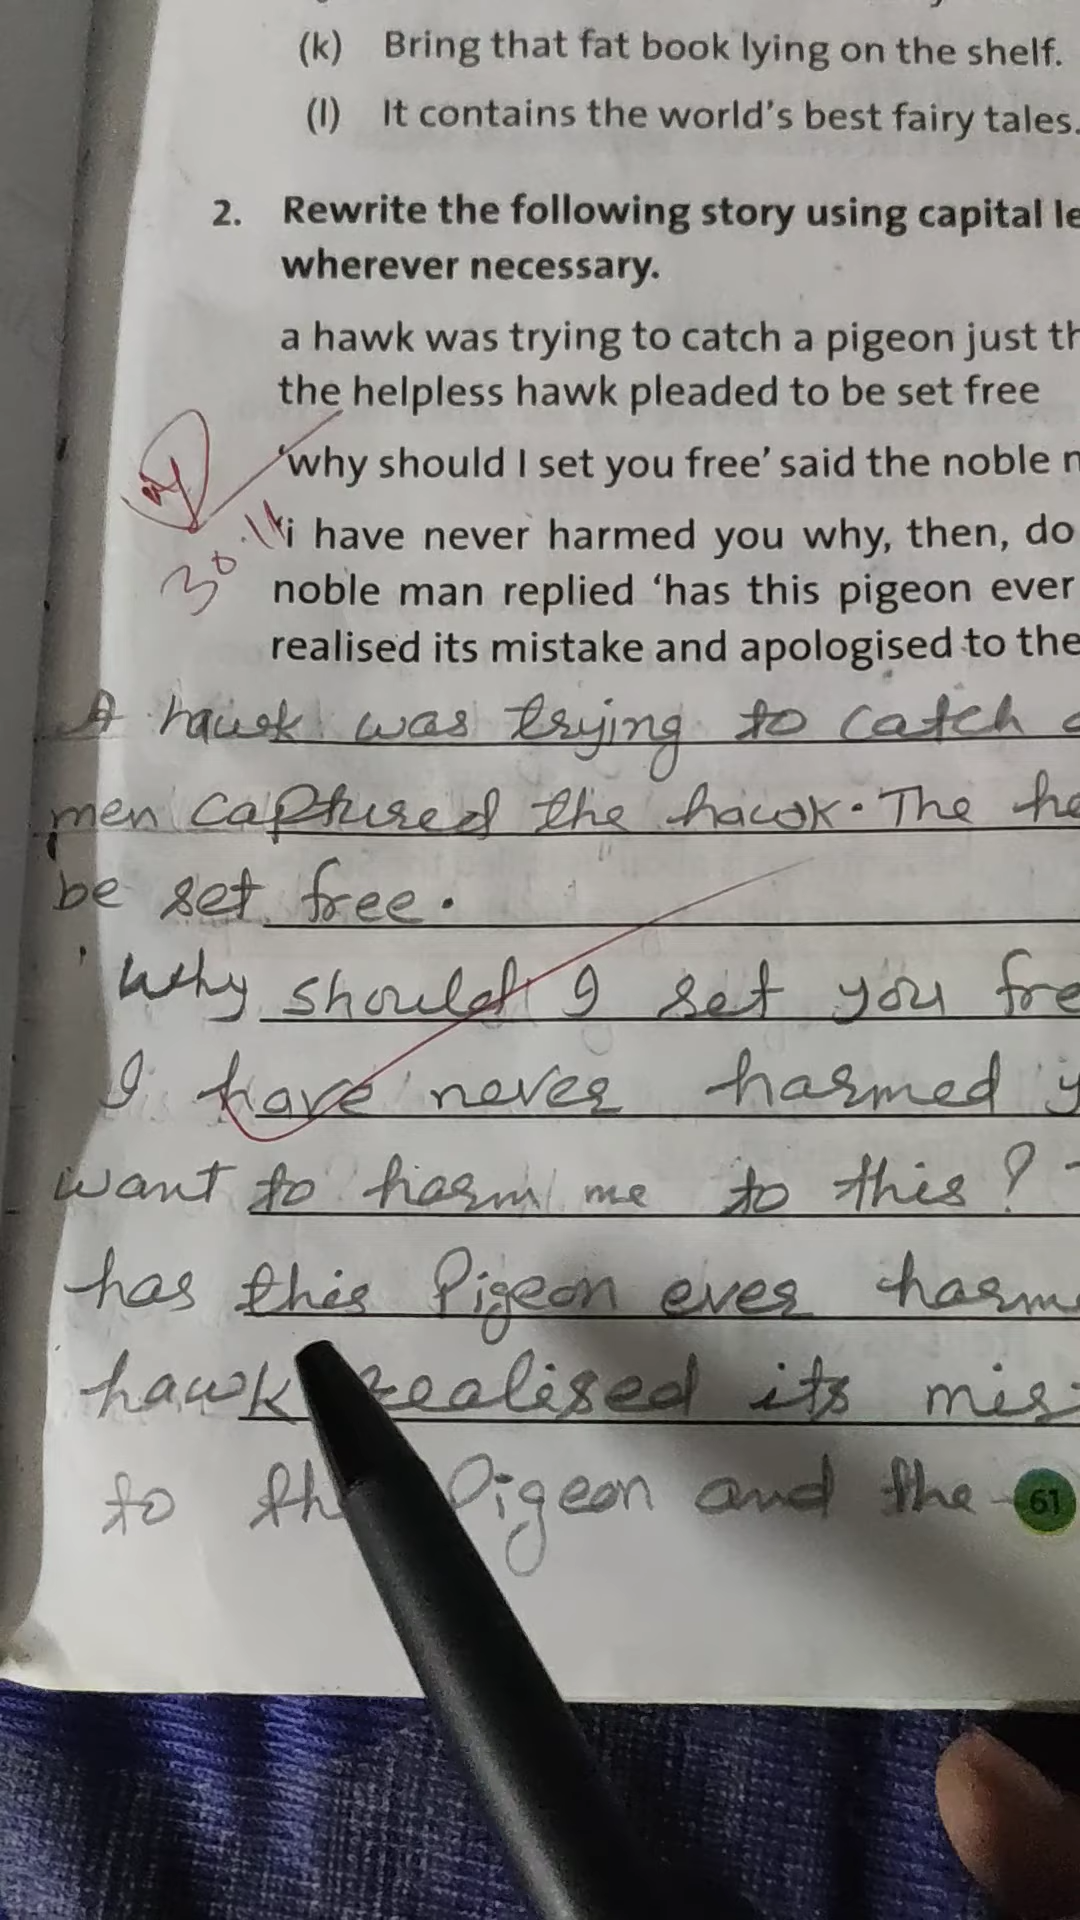 (k) Bring that fat book lying on the shelf.
(l) It contains the world's best fairy tales.
2. Rewrite the following story using capital le
wherever necessary.
a hawk was trying to catch a pigeon just th
the helpless hawk pleaded to be set free
'why should I set you free' said the noble
'i have never harmed you why, then, do
30.11
noble man replied 'has this pigeon ever
realised its mistake and apologised to the
A hawk was trying to catch
men captured the hawk. The
be set free.
'Why should I set you fre
I have never harmed y
want to harm me to this?
has this Pigeon ever harm
hawk realised its mis
to Pigeon and the
61